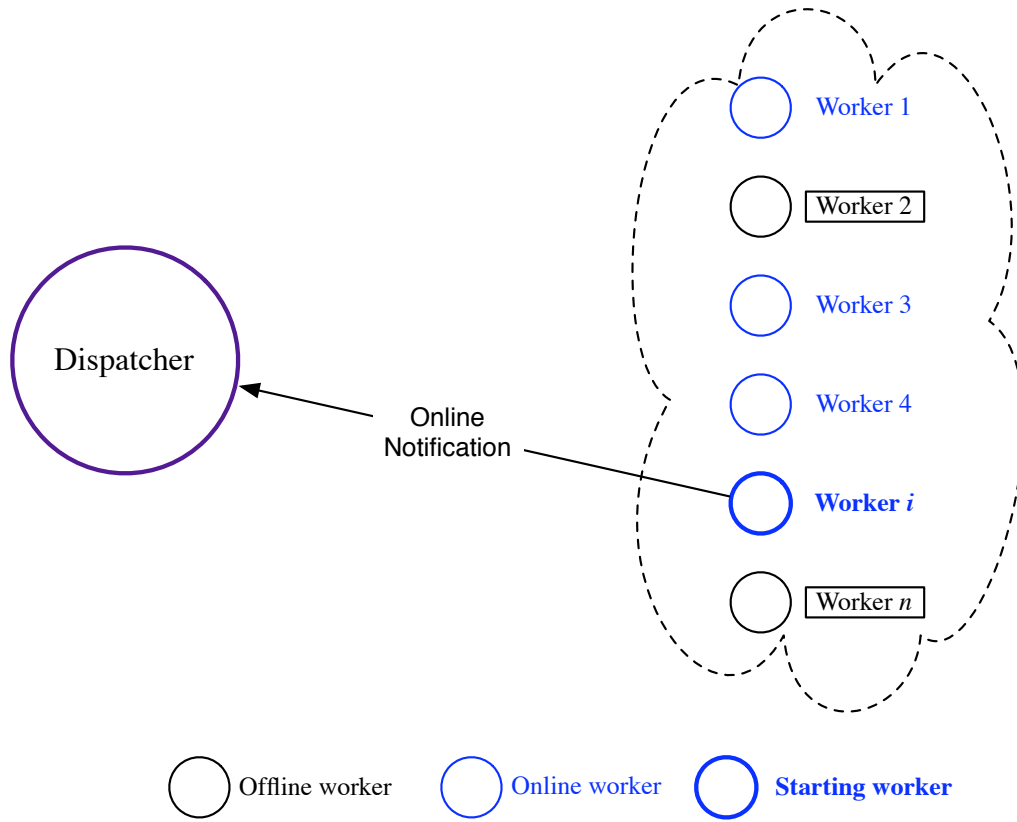 Worker 1
Worker 2
Worker 3
Dispatcher
Worker 4
Online
Notification
Worker i
Worker n
Offline worker
Online worker
Starting worker